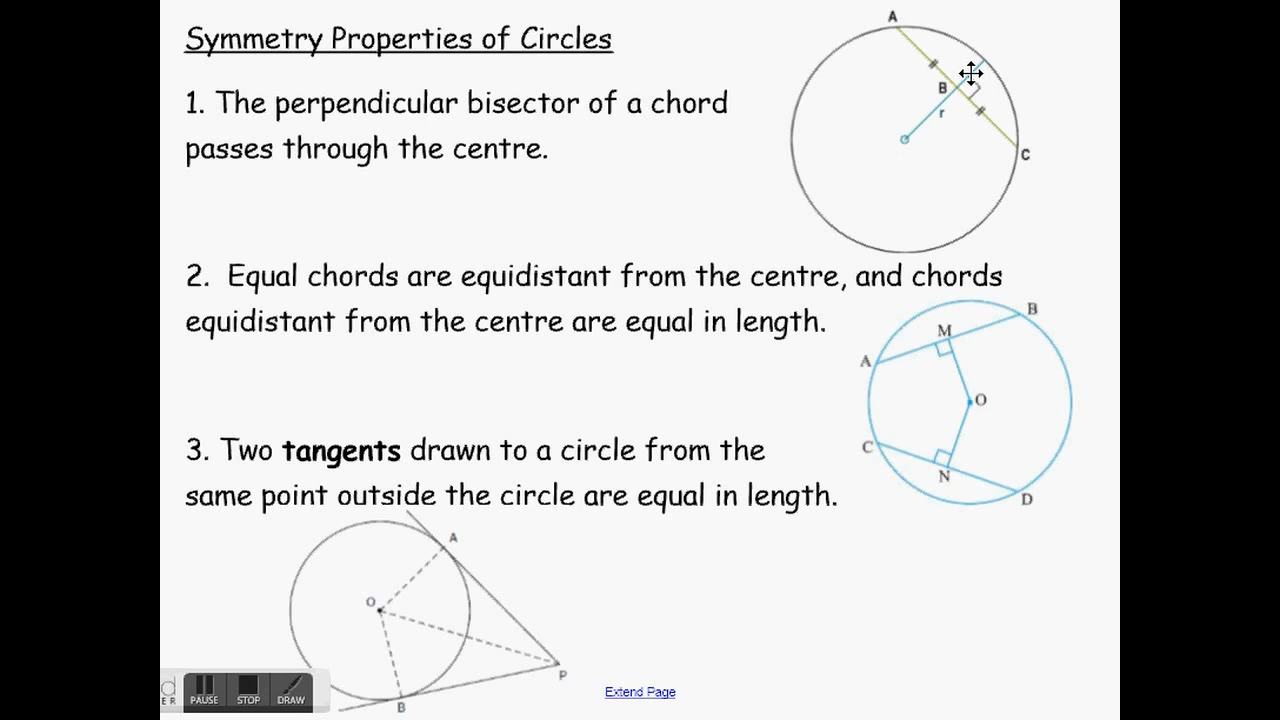 Symmetry Properties of Circles
1. The perpendicular bisector of a chord
passes through the centre.
A
B
r
C
2. Equal chords are equidistant from the centre, and chords
equidistant from the centre are equal in length.
B
M
A
O
C
N
D
3. Two tangents drawn to a circle from the
same point outside the circle are equal in length.
A
O
P
B
PAUSE STOP DRAW
Extend Page